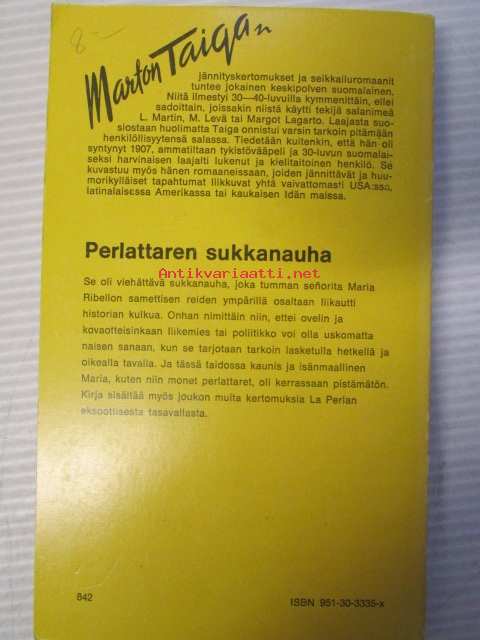 8-
Marton Taigan
jännityskertomukset ja seikkailuromaanit
tuntee jokainen keskipolven suomalainen.
Niitä ilmestyi 30—40-luvuilla kymmenittäin, ellei
sadoittain, joissakin niistä käytti tekijä salanimeä
L. Martin, M. Levä tai Margot Lagarto. Laajasta suo-
siostaan huolimatta Taiga onnistui varsin tarkoin pitämään
henkilöllisyytensä salassa. Tiedetään kuitenkin, että hän oli
syntynyt 1907, ammatiltaan tykistövääpeli ja 30-luvun suomalai-
seksi harvinaisen laajalti lukenut ja kielitaitoinen henkilö. Se
kuvastuu myös hänen romaaneissaan, joiden jännittävät ja huu-
morikylläiset tapahtumat liikkuvat yhtä vaivattomasti USA:ssa,
latinalaisessa Amerikassa tai kaukaisen Idän maissa.
Perlattaren sukkanauha
Antikvariaatti.net
Se oli viehättävä sukkanauha, joka tumman señorita Maria
Ribellon samettisen reiden ympärillä osaltaan liikautti
historian kulkua. Onhan nimittäin niin, ettei ovelin ja
kovaotteisinkaan liikemies tai poliitikko voi olla uskomatta
naisen sanaan, kun se tarjotaan tarkoin lasketulla hetkellä ja
oikealla tavalla. Ja tässä taidossa kaunis ja isänmaallinen
Maria, kuten niin monet perlattaret, oli kerrassaan pistämätön.
Kirja sisältää myös joukon muita kertomuksia La Perlan
eksoottisesta tasavallasta.
842
ISBN 951-30-3335-x